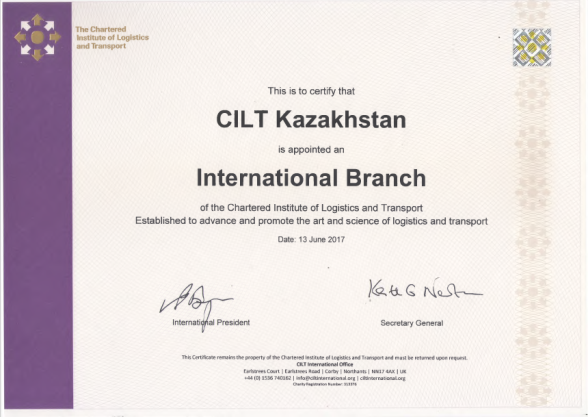 The Chartered
Institute of Logistics
and Transport
This is to certify that
CILT Kazakhstan
is appointed an
International Branch
of the Chartered Institute of Logistics and Transport
Established to advance and promote the art and science of logistics and transport
Date: 13 June 2017
International President
Secretary General
This Certificate remains the property of the Chartered Institute of Logistics and Transport and must be returned upon request.
CILT International Office
Earlstrees Court | Earlstrees Road | Corby | Northants | NN17 4AX | UK
+44 (0) 1536 740162 | info@ciltinternational.org | ciltinternational.org
Charity Registration Number: